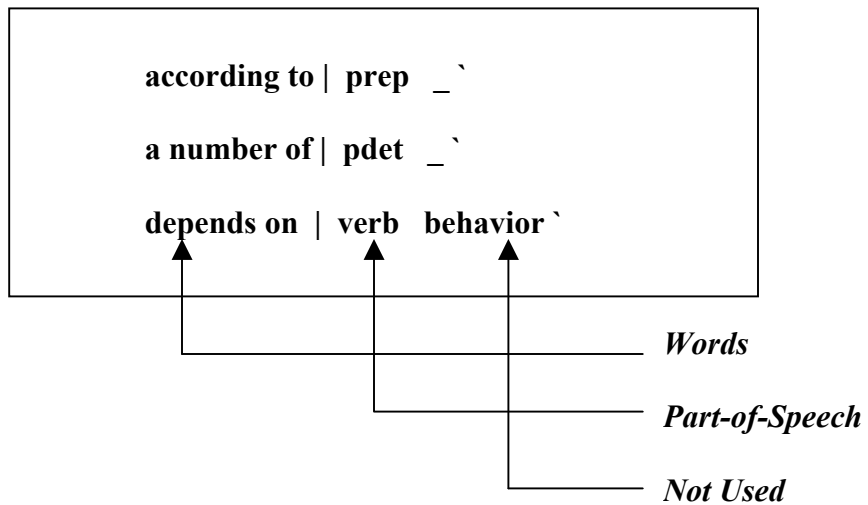 according to | prep _ `
a number of | pdet _ `
depends on | verb behavior `
Words
Part-of-Speech
Not Used